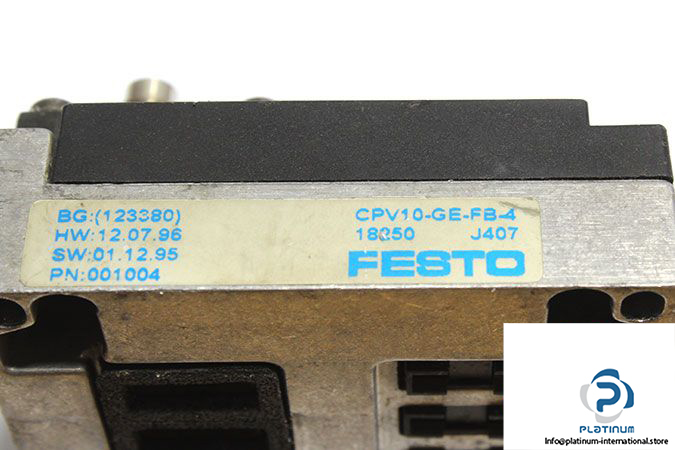 BG:(123380)
HW:12.07.96
SW:01.12.95
PN:001004
CPV10-GE-FB-4
18250 J407
FESTO
PLATINUM
Info@platinum-international.store